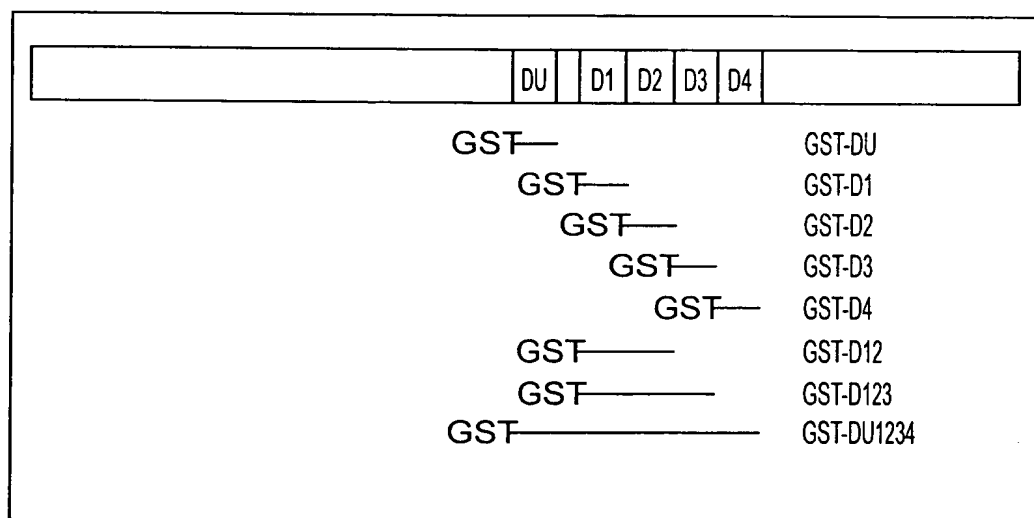 DU D1 D2 D3 D4
GST GST-DU
GST GST-D1
GST GST-D2
GST GST-D3
GST GST-D4
GST GST-D12
GST GST-D123
GST GST-DU1234